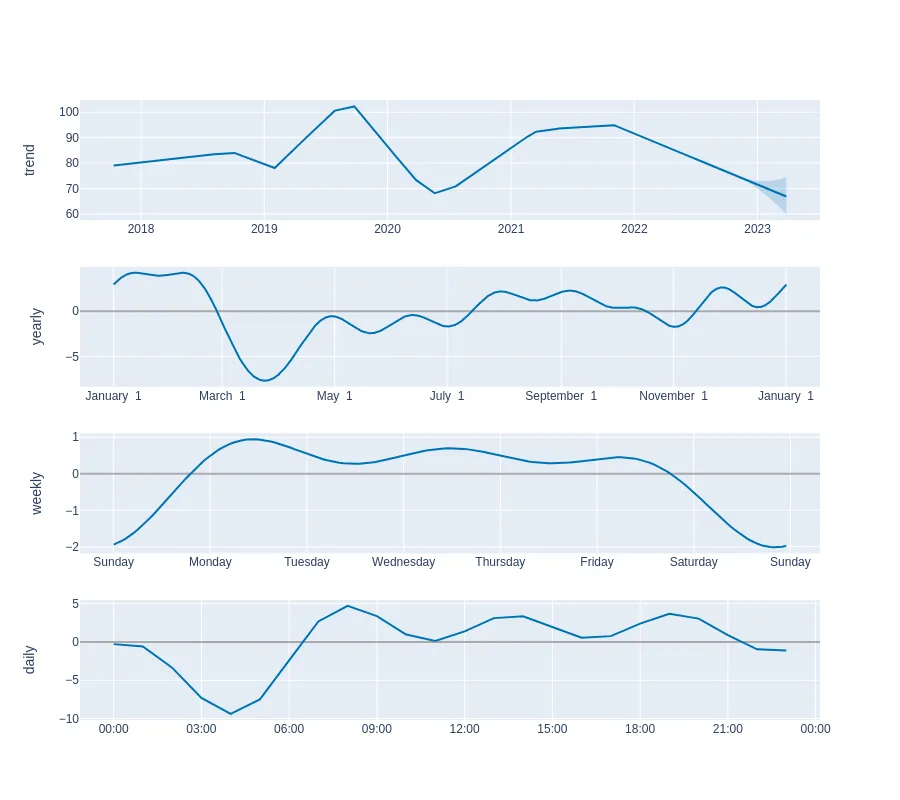 trend
100
90
80
70
60
2018 2019 2020 2021 2022 2023
yearly
0
−5
January 1 March 1 May 1 July 1 September 1 November 1 January 1
weekly
1
0
−1
−2
Sunday Monday Tuesday Wednesday Thursday Friday Saturday Sunday
daily
5
0
−5
−10
00:00 03:00 06:00 09:00 12:00 15:00 18:00 21:00 00:00